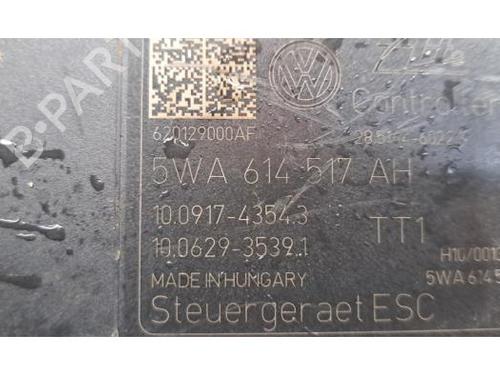 620129000AF
Controller
5WA 614 517 AH
10.0917-4354.3 TT1
10.0629-3539.1
MADE IN HUNGARY
5WA 614 5
Steuergeraet ESC